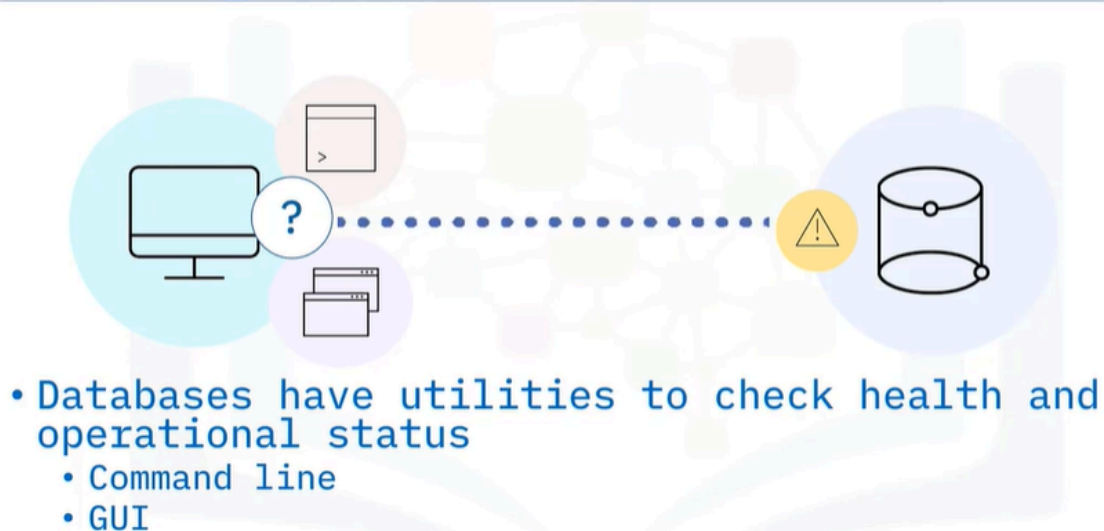 >
?
!
• Databases have utilities to check health and
operational status
• Command line
• GUI